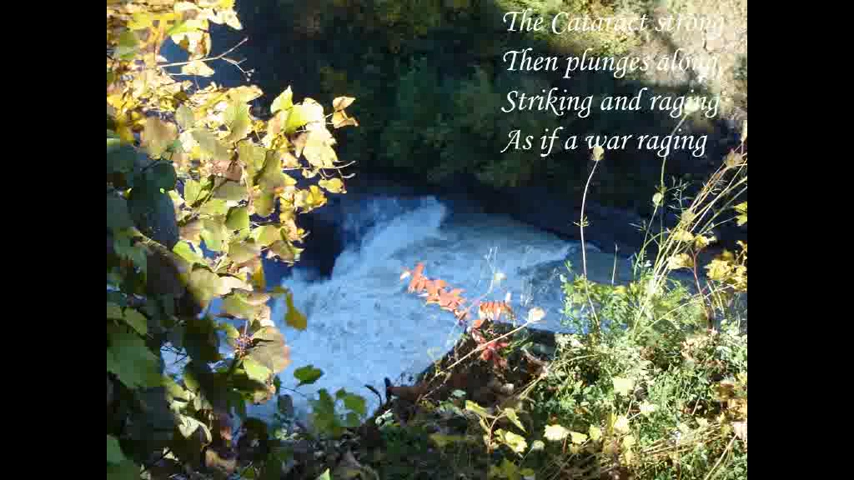 The Cataract strong
Then plunges along,
Striking and raging
As if a war raging